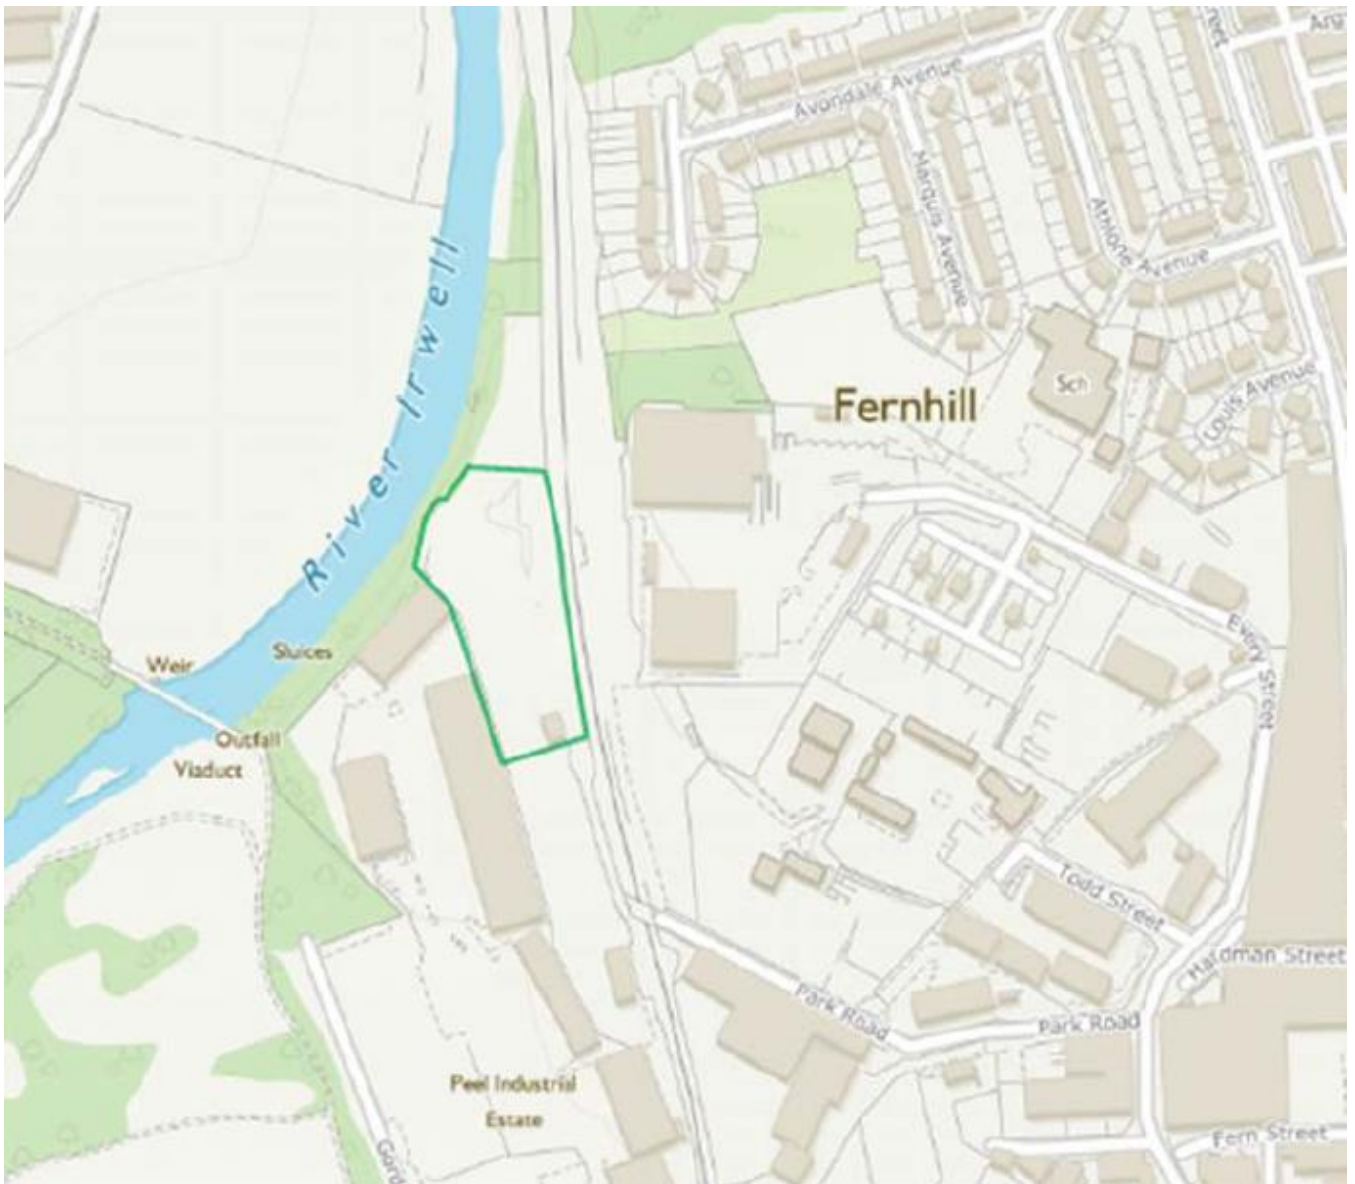 Avondale Avenue
Marquis Avenue
Athlone Avenue
River Irwell
Louis Avenue
Sch
Fernhill
Every Street
Weir
Sluices
Outfall
Viaduct
Todd Street
Hardman Street
Park Road
Park Road
Peel Industrial
Estate
Fern Street